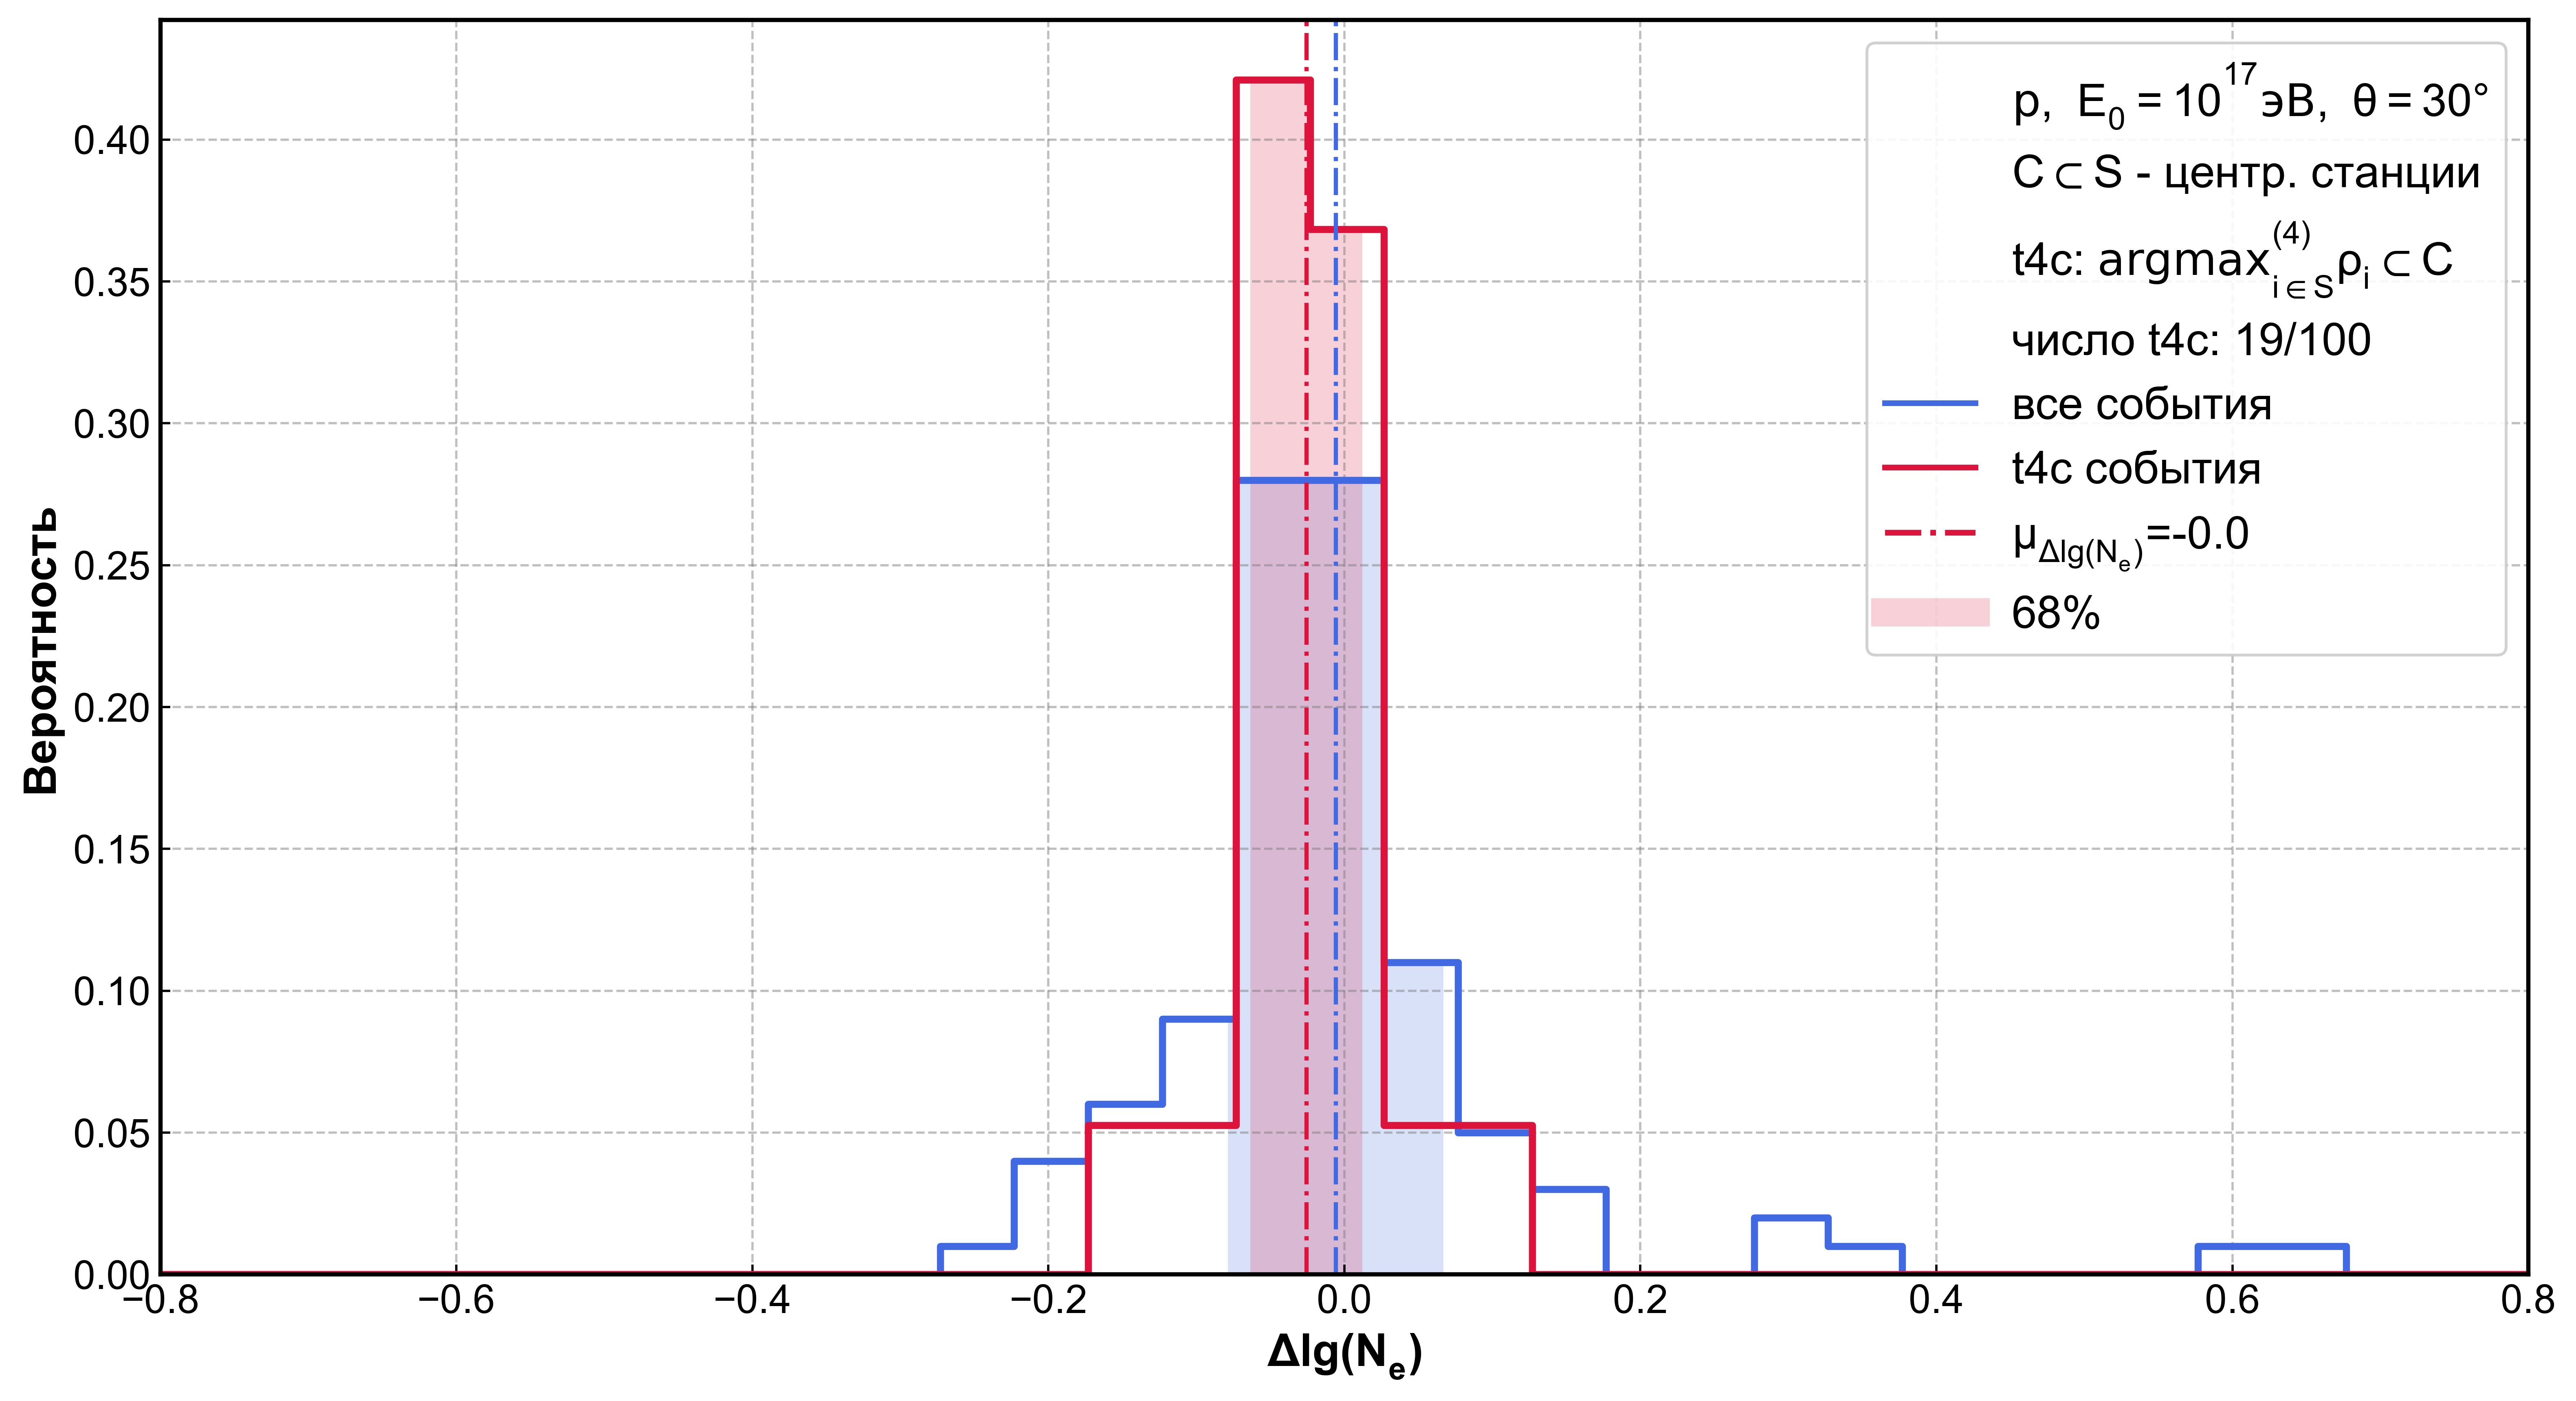 p, E₀ = 10¹⁷ эВ, θ = 30°
C ⊂ S - центр. станции
t4c: argmax⁽⁴⁾ᵢ∈S ρᵢ ⊂ C
число t4c: 19/100
все события
t4c события
μΔlg(Nₑ)=-0.0
68%
Вероятность
0.40
0.35
0.30
0.25
0.20
0.15
0.10
0.05
0.00
−0.8 −0.6 −0.4 −0.2 0.0 0.2 0.4 0.6 0.8
Δlg(Nₑ)